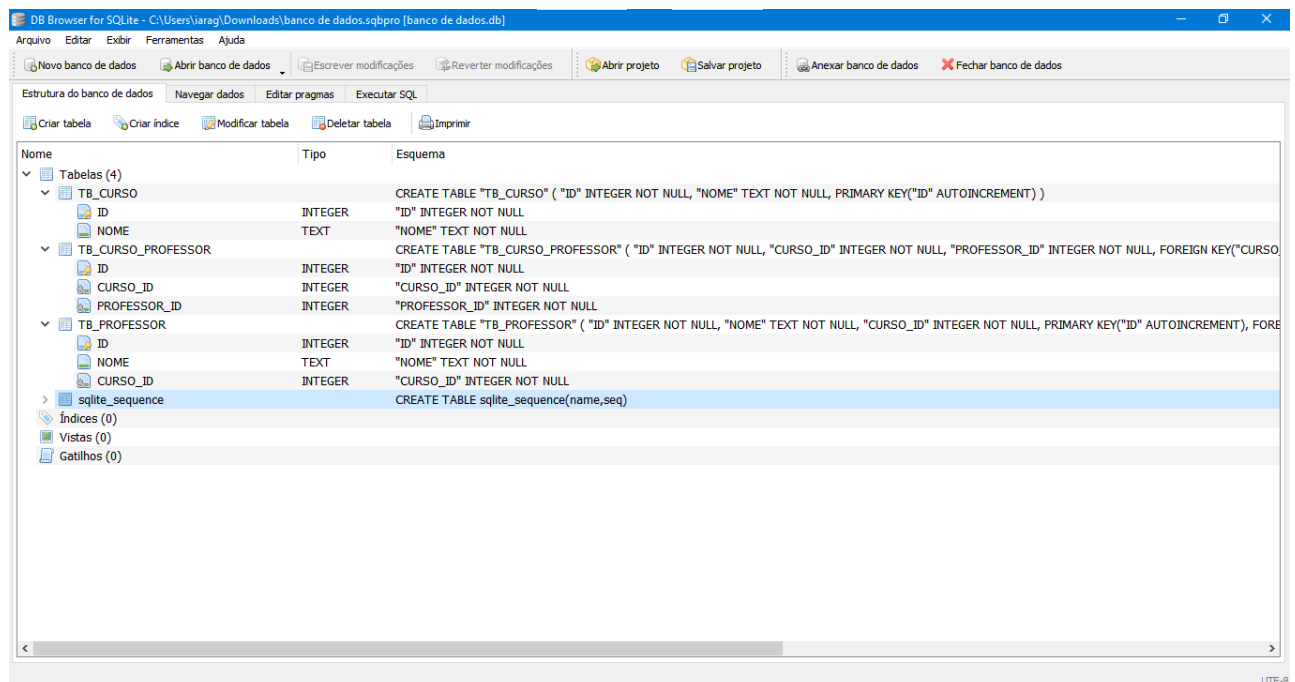 DB Browser for SQLite - C:\Users\iarag\Downloads\banco de dados.sqbpro [banco de dados.db]
Arquivo Editar Exibir Ferramentas Ajuda
Novo banco de dados Abrir banco de dados Escrever modificações Reverter modificações Abrir projeto Salvar projeto Anexar banco de dados Fechar banco de dados
Estrutura do banco de dados Navegar dados Editar pragmas Executar SQL
Criar tabela Criar índice Modificar tabela Deletar tabela Imprimir
Nome Tipo Esquema
Tabelas (4)
TB_CURSO CREATE TABLE "TB_CURSO" ( "ID" INTEGER NOT NULL, "NOME" TEXT NOT NULL, PRIMARY KEY("ID" AUTOINCREMENT) )
ID INTEGER "ID" INTEGER NOT NULL
NOME TEXT "NOME" TEXT NOT NULL
TB_CURSO_PROFESSOR CREATE TABLE "TB_CURSO_PROFESSOR" ( "ID" INTEGER NOT NULL, "CURSO_ID" INTEGER NOT NULL, "PROFESSOR_ID" INTEGER NOT NULL, FOREIGN KEY("CURSO_
ID INTEGER "ID" INTEGER NOT NULL
CURSO_ID INTEGER "CURSO_ID" INTEGER NOT NULL
PROFESSOR_ID INTEGER "PROFESSOR_ID" INTEGER NOT NULL
TB_PROFESSOR CREATE TABLE "TB_PROFESSOR" ( "ID" INTEGER NOT NULL, "NOME" TEXT NOT NULL, "CURSO_ID" INTEGER NOT NULL, PRIMARY KEY("ID" AUTOINCREMENT), FORE
ID INTEGER "ID" INTEGER NOT NULL
NOME TEXT "NOME" TEXT NOT NULL
CURSO_ID INTEGER "CURSO_ID" INTEGER NOT NULL
sqlite_sequence CREATE TABLE sqlite_sequence(name,seq)
Índices (0)
Vistas (0)
Gatilhos (0)
UTF-8